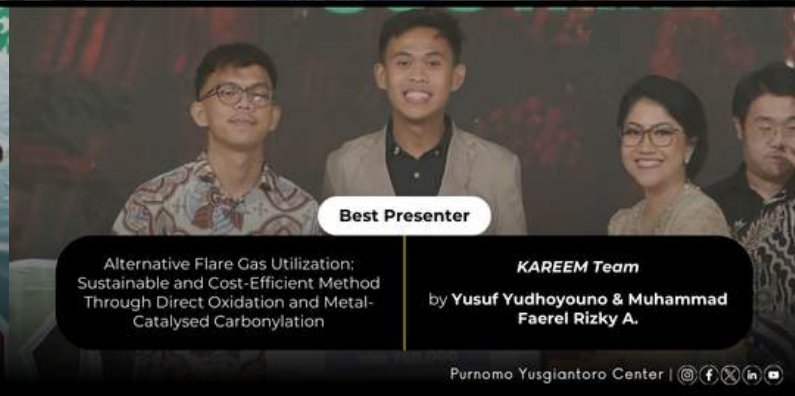 Best Presenter
Alternative Flare Gas Utilization:
Sustainable and Cost-Efficient Method
Through Direct Oxidation and Metal-
Catalysed Carbonylation
KAREEM Team
by Yusuf Yudhoyouno & Muhammad
Faerel Rizky A.
Purnomo Yusgiantoro Center |